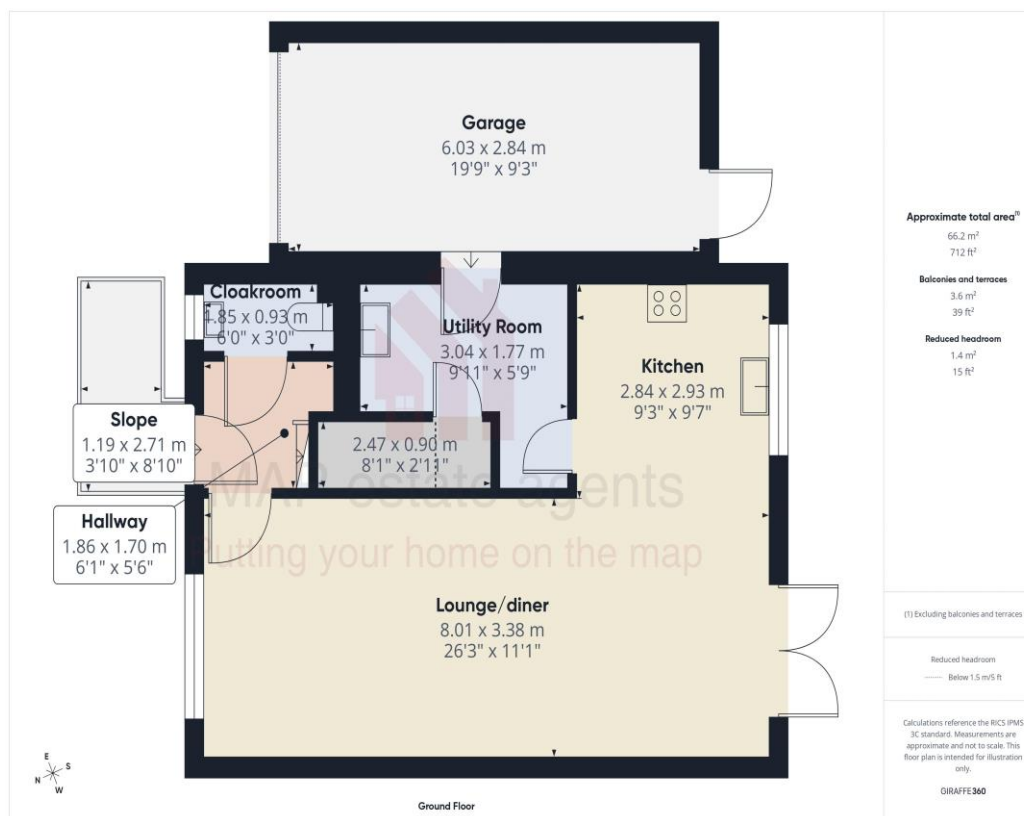 Garage
6.03 x 2.84 m
19'9" x 9'3"
Cloakroom
1.85 x 0.93 m
6'0" x 3'0"
Utility Room
3.04 x 1.77 m
9'11" x 5'9"
Kitchen
2.84 x 2.93 m
9'3" x 9'7"
Slope
1.19 x 2.71 m
3'10" x 8'10"
2.47 x 0.90 m
8'1" x 2'11"
MAP estate agents
Putting your home on the map
Hallway
1.86 x 1.70 m
6'1" x 5'6"
Lounge/diner
8.01 x 3.38 m
26'3" x 11'1"
E
S
N
W
Ground Floor
Approximate total area(1)
66.2 m²
712 ft²
Balconies and terraces
3.6 m²
39 ft²
Reduced headroom
1.4 m²
15 ft²
(1) Excluding balconies and terraces
Reduced headroom
Below 1.5 m/5 ft
Calculations reference the RICS IPMS
3C standard. Measurements are
approximate and not to scale. This
floor plan is intended for illustration
only.
GIRAFFE360